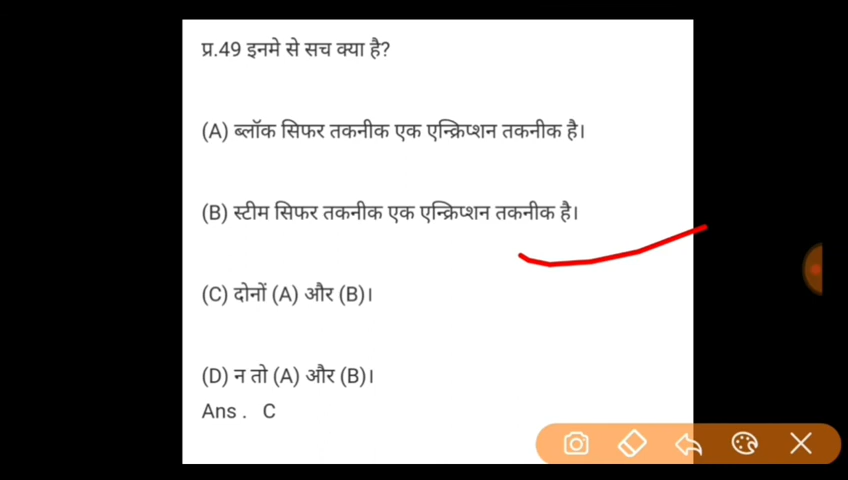 प्र.49 इनमे से सच क्या है?
(A) ब्लॉक सिफर तकनीक एक एन्क्रिप्शन तकनीक है।
(B) स्टीम सिफर तकनीक एक एन्क्रिप्शन तकनीक है।
(C) दोनों (A) और (B)।
(D) न तो (A) और (B)।
Ans . C